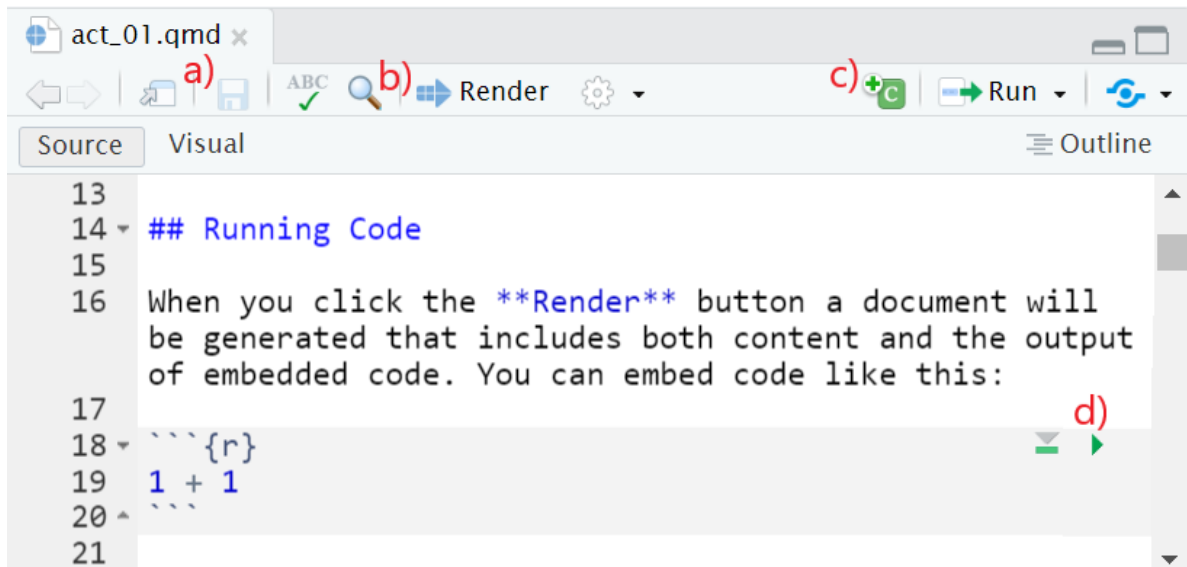 act_01.qmd
a) ABC b) Render c) C Run
Source Visual Outline
13
14 ## Running Code
15
16 When you click the **Render** button a document will
be generated that includes both content and the output
of embedded code. You can embed code like this:
17
d)
18 ```{r}
19 1 + 1
20 ```
21